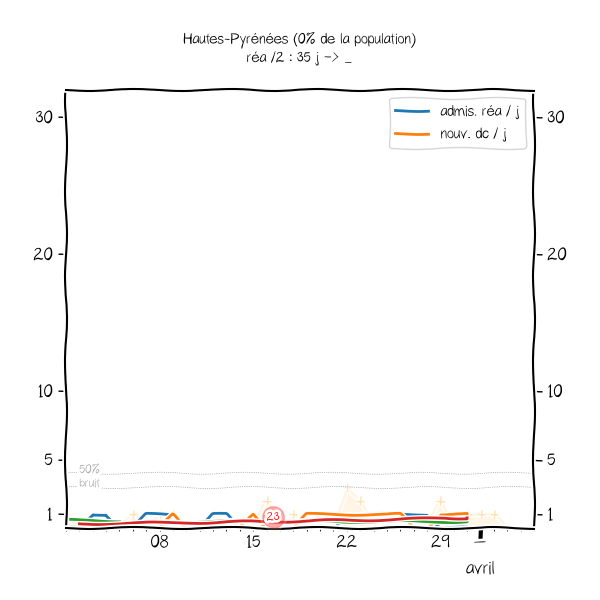 Hautes-Pyrénées (0% de la population)
réa /2 : 35 j -> _
admis. réa / j
nouv. dc / j
30
30
20
20
10
10
5
5
50%
bruit
1
1
23
08
15
22
29
1
avril